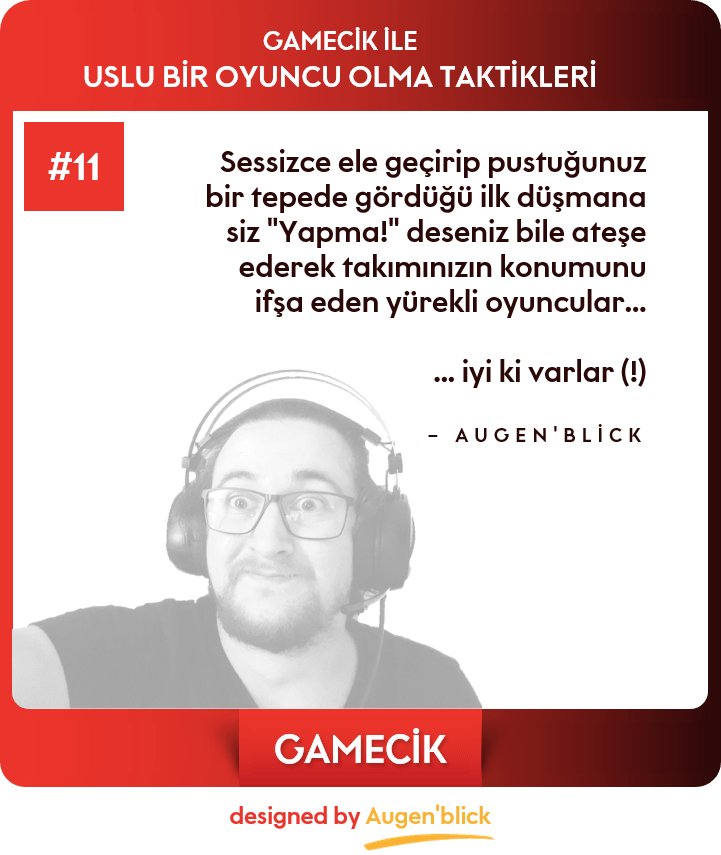 GAMECİK İLE
USLU BİR OYUNCU OLMA TAKTİKLERİ
#11
Sessizce ele geçirip pustuğunuz
bir tepede gördüğü ilk düşmana
siz "Yapma!" deseniz bile ateşe
ederek takımınızın konumunu
ifşa eden yürekli oyuncular...
... iyi ki varlar (!)
– AUGEN'BLİCK
GAMECİK
designed by Augen'blick